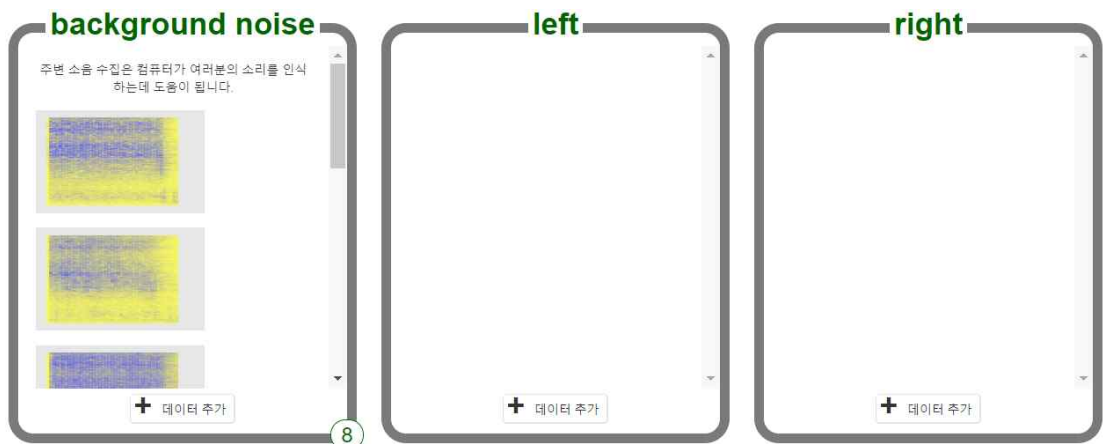 background noise
주변 소음 수집은 컴퓨터가 여러분의 소리를 인식
하는데 도움이 됩니다.
+ 데이터 추가
8
left
+ 데이터 추가
right
+ 데이터 추가